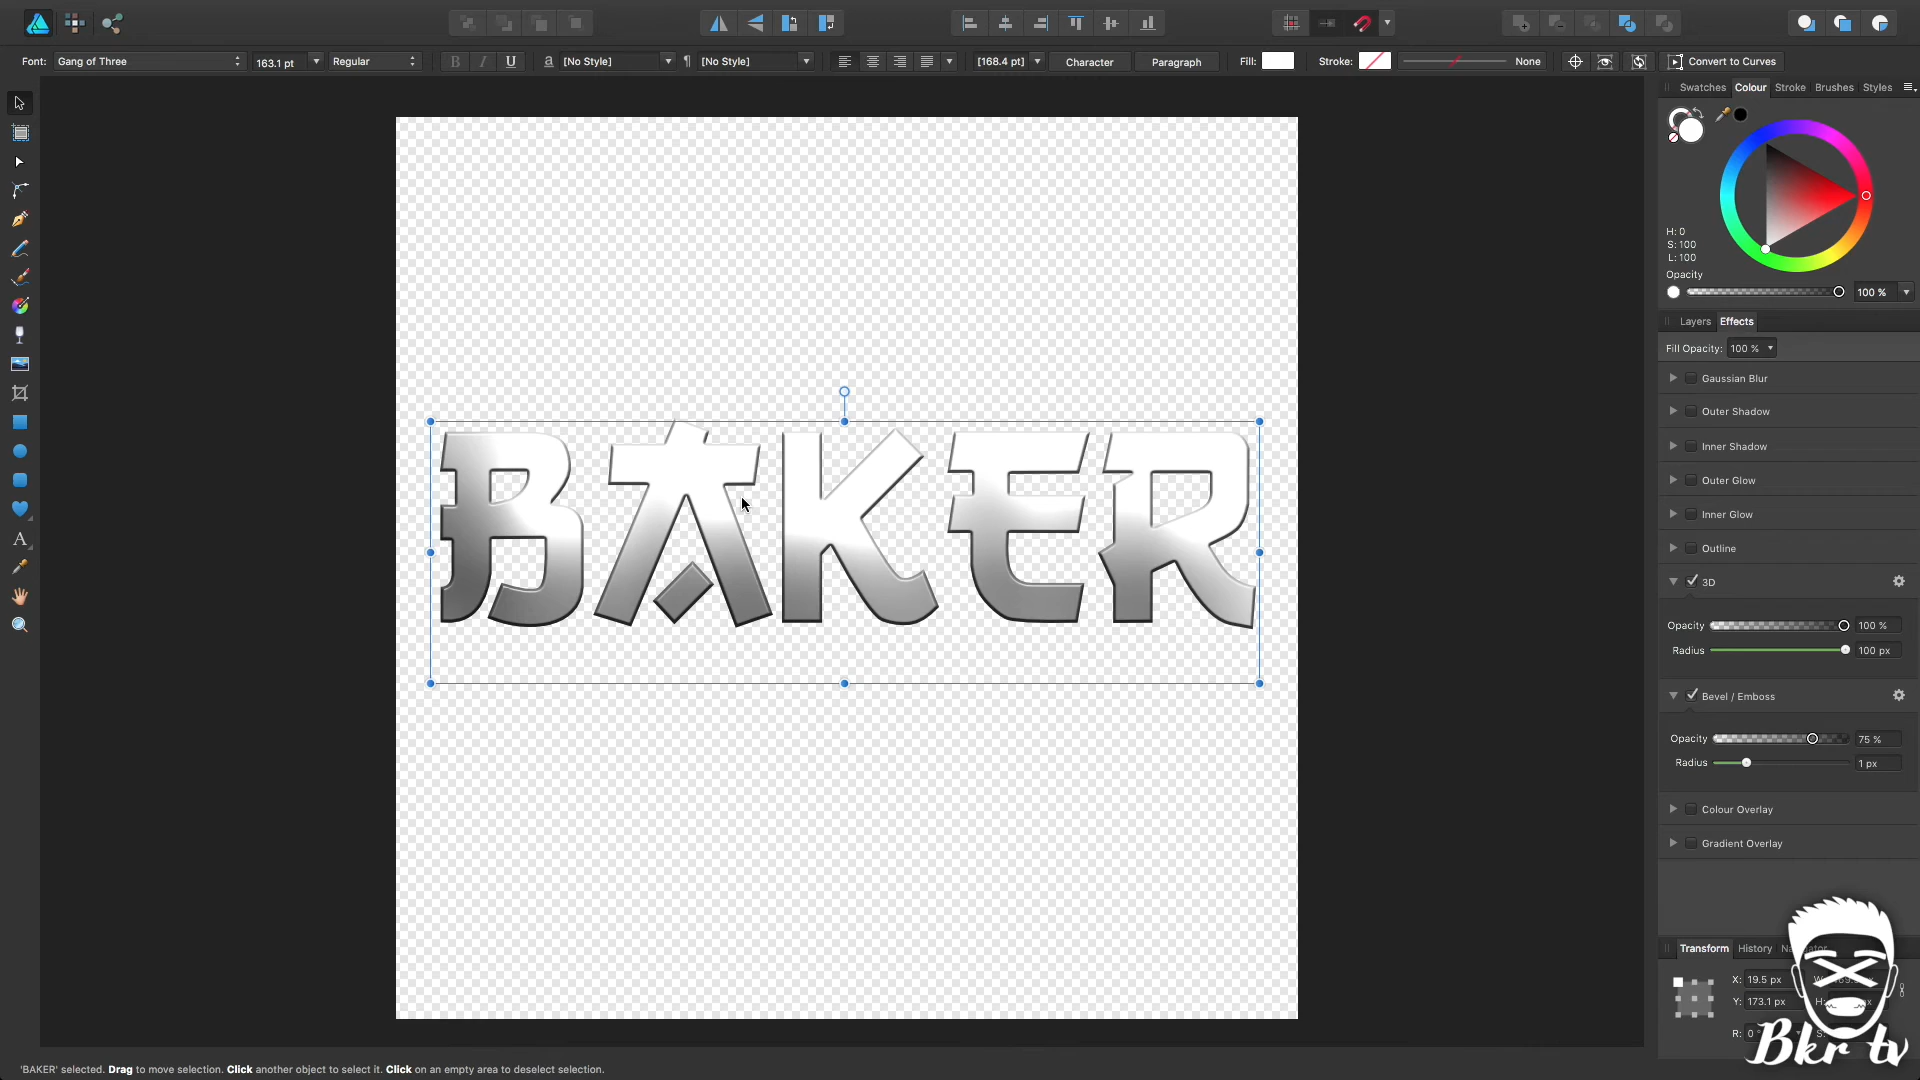 Font: Gang of Three 163.1 pt Regular B I U a [No Style] ¶ [No Style] [168.4 pt] Character Paragraph Fill: Stroke: None Convert to Curves
Swatches Colour Stroke Brushes Styles
H: 0
S: 100
L: 100
Opacity
100 %
Layers Effects
Fill Opacity: 100 %
Gaussian Blur
Outer Shadow
Inner Shadow
Outer Glow
Inner Glow
Outline
3D
Opacity 100 %
Radius 100 px
Bevel / Emboss
Opacity 75 %
Radius 1 px
Colour Overlay
Gradient Overlay
BAKER
A
Transform History
X: 19.5 px
Y: 173.1 px H:
R: 0 S:
Bkr tv
'BAKER' selected. Drag to move selection. Click another object to select it. Click on an empty area to deselect selection.